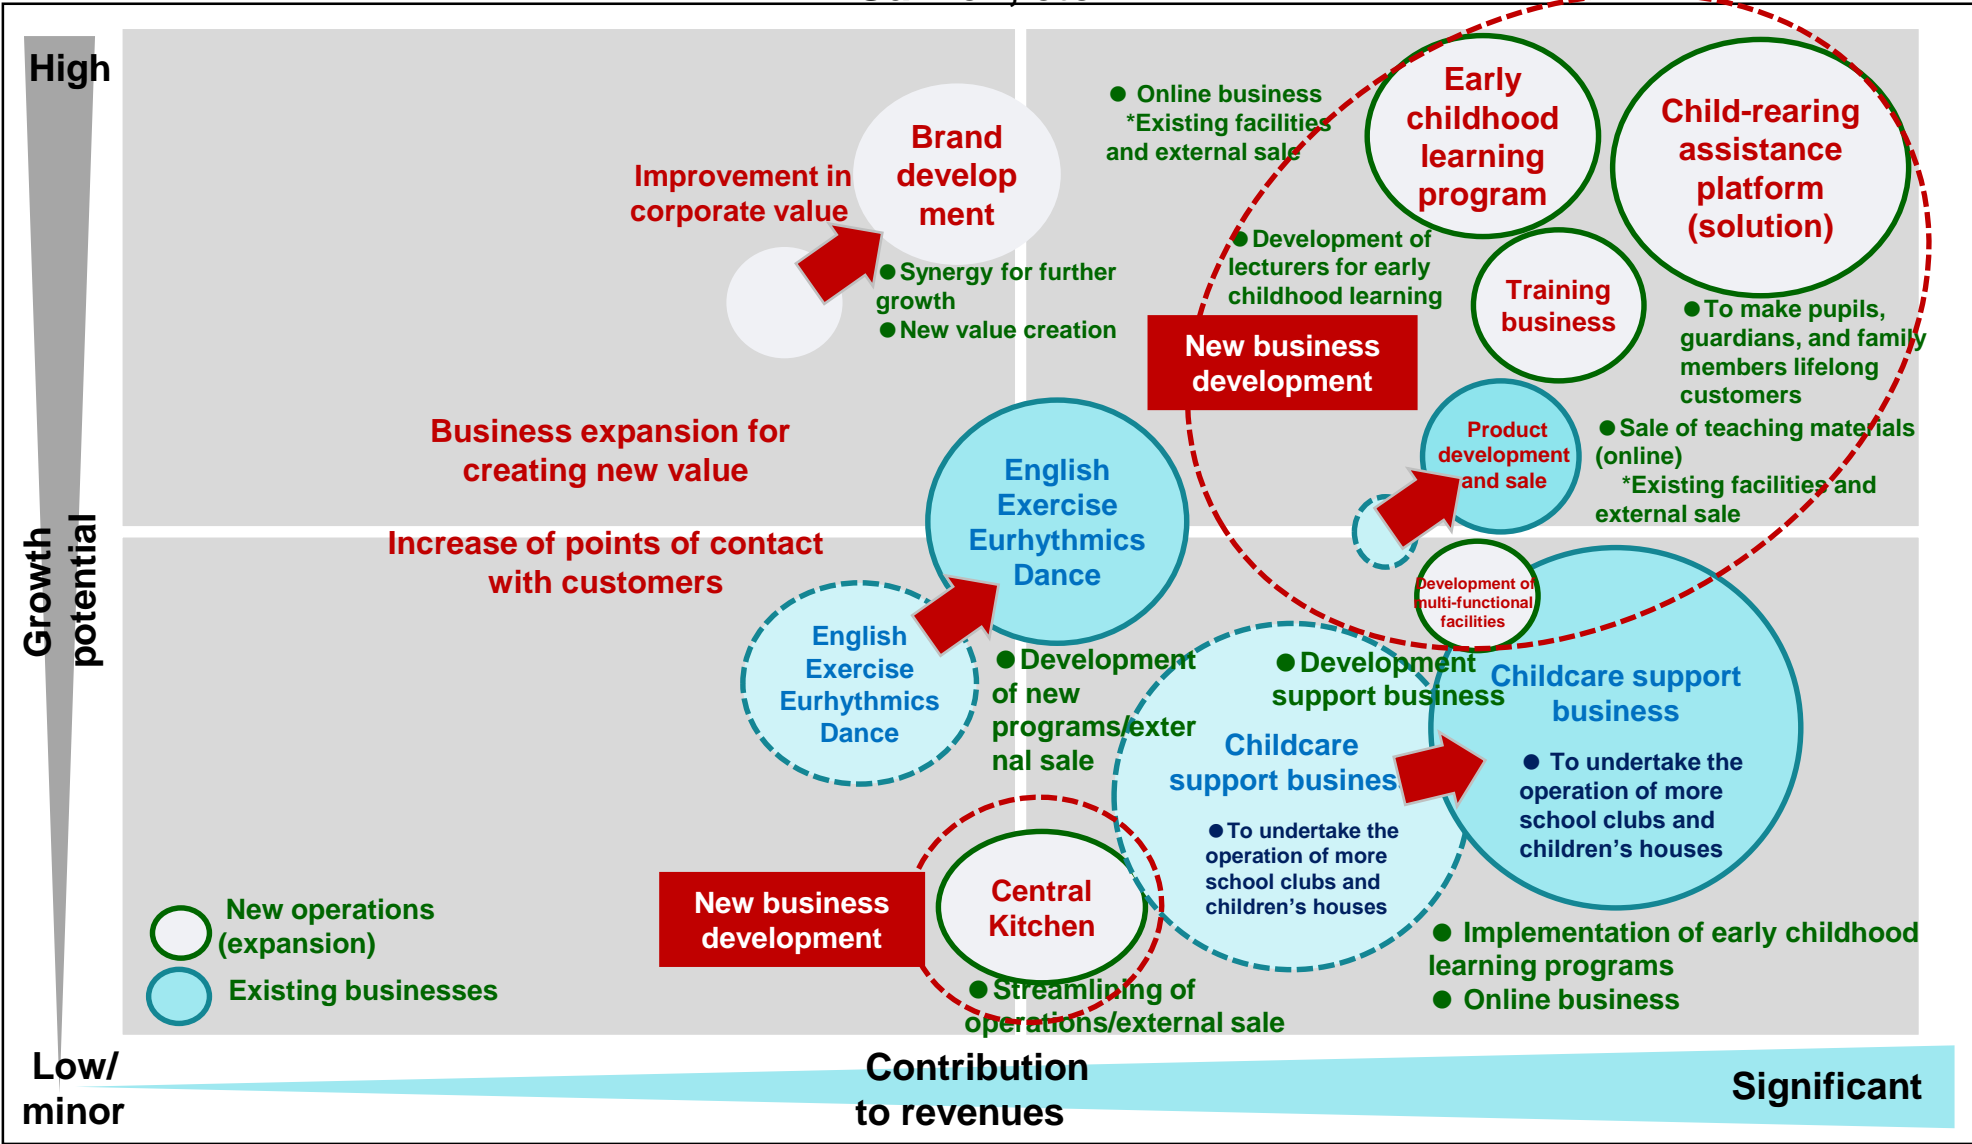 High
Growth
potential
Low/
minor
Contribution
to revenues
Significant
Improvement in
corporate value
Brand
develop
ment
● Synergy for further
growth
● New value creation
Business expansion for
creating new value
Increase of points of contact
with customers
● Online business
*Existing facilities
and external sale
Early
childhood
learning
program
Child-rearing
assistance
platform
(solution)
● Development of
lecturers for early
childhood learning
Training
business
● To make pupils,
guardians, and family
members lifelong
customers
New business
development
Product
development
and sale
● Sale of teaching materials
(online)
*Existing facilities and
external sale
English
Exercise
Eurhythmics
Dance
English
Exercise
Eurhythmics
Dance
● Development
of new
programs/exter
nal sale
Development of
multi-functional
facilities
● Development
support business
Childcare
support business
● To undertake the
operation of more
school clubs and
children’s houses
Childcare support
business
● To undertake the
operation of more
school clubs and
children’s houses
New business
development
Central
Kitchen
● Streamlining of
operations/external sale
● Implementation of early childhood
learning programs
● Online business
New operations
(expansion)
Existing businesses